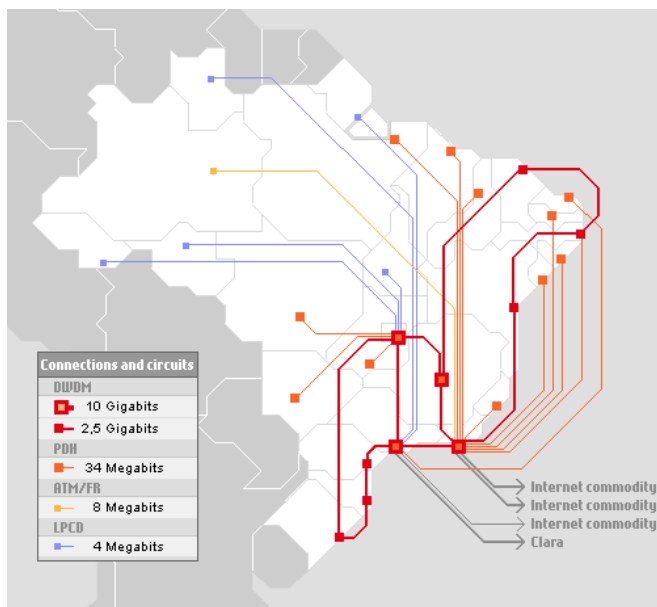 Connections and circuits
DWDM
10 Gigabits
2,5 Gigabits
PDH
34 Megabits
ATM/FR
8 Megabits
LPCD
4 Megabits
Internet commodity
Internet commodity
Internet commodity
Clara